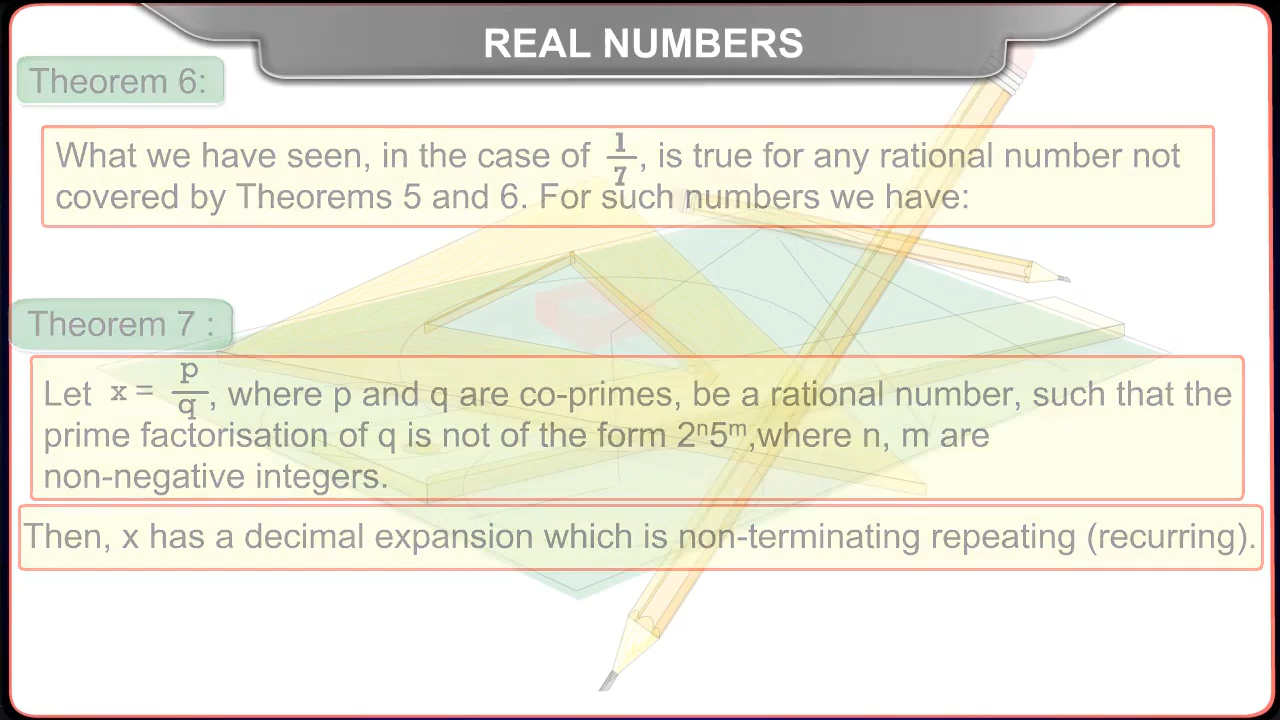 REAL NUMBERS
Theorem 6:
What we have seen, in the case of 1/7, is true for any rational number not
covered by Theorems 5 and 6. For such numbers we have:
Theorem 7 :
Let x = p/q, where p and q are co-primes, be a rational number, such that the
prime factorisation of q is not of the form 2ⁿ5ᵐ,where n, m are
non-negative integers.
Then, x has a decimal expansion which is non-terminating repeating (recurring).